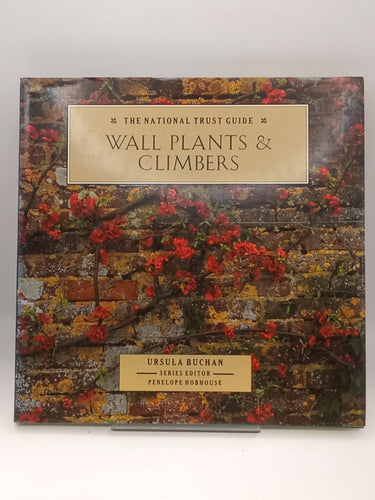 THE NATIONAL TRUST GUIDE
WALL PLANTS &
CLIMBERS
URSULA BUCHAN
SERIES EDITOR
PENELOPE HOBHOUSE